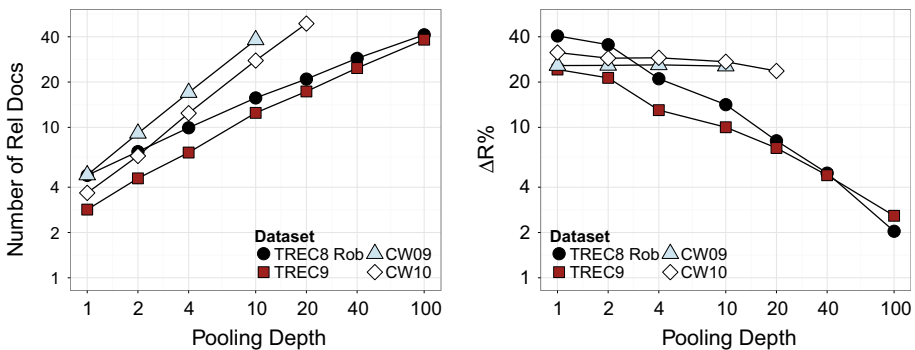 Number of Rel Docs
40
20
10
4
2
1
Dataset
TREC8 Rob CW09
TREC9 CW10
1 2 4 10 20 40 100
Pooling Depth
ΔR%
40
20
10
4
2
1
Dataset
TREC8 Rob CW09
TREC9 CW10
1 2 4 10 20 40 100
Pooling Depth